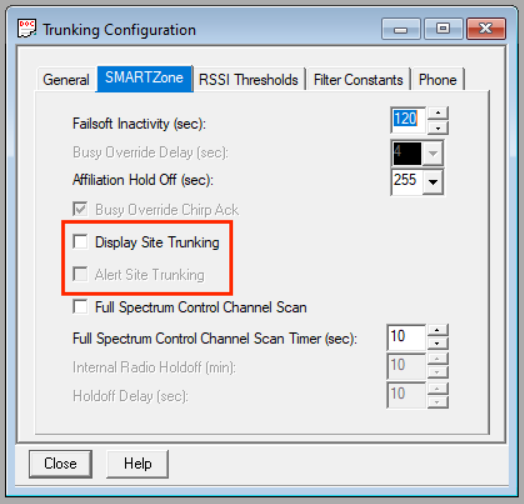 Trunking Configuration
General SMARTZone RSSI Thresholds Filter Constants Phone
Failsoft Inactivity (sec): 120
Busy Override Delay (sec): 4
Affiliation Hold Off (sec): 255
Busy Override Chirp Ack
Display Site Trunking
Alert Site Trunking
Full Spectrum Control Channel Scan
Full Spectrum Control Channel Scan Timer (sec): 10
Internal Radio Holdoff (min): 10
Holdoff Delay (sec): 10
Close Help